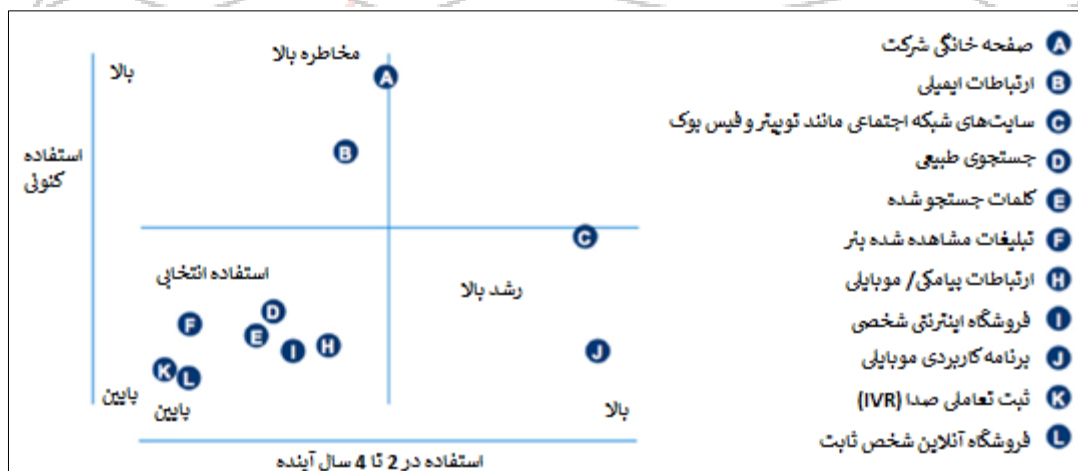 مخاطره بالا
بالا
A
B
استفاده
کنونی
C
استفاده انتخابی
رشد بالا
D
F
E
I
H
J
K
L
پایین
پایین
بالا
استفاده در 2 تا 4 سال آینده
A صفحه خانگی شرکت
B ارتباطات ایمیلی
C سایت‌های شبکه اجتماعی مانند توییتر و فیس بوک
D جستجوی طبیعی
E کلمات جستجو شده
F تبلیغات مشاهده شده بنر
H ارتباطات پیامکی/ موبایلی
I فروشگاه اینترنتی شخصی
J برنامه کاربردی موبایلی
K ثبت تعاملی صدا (IVR)
L فروشگاه آنلاین شخص ثابت